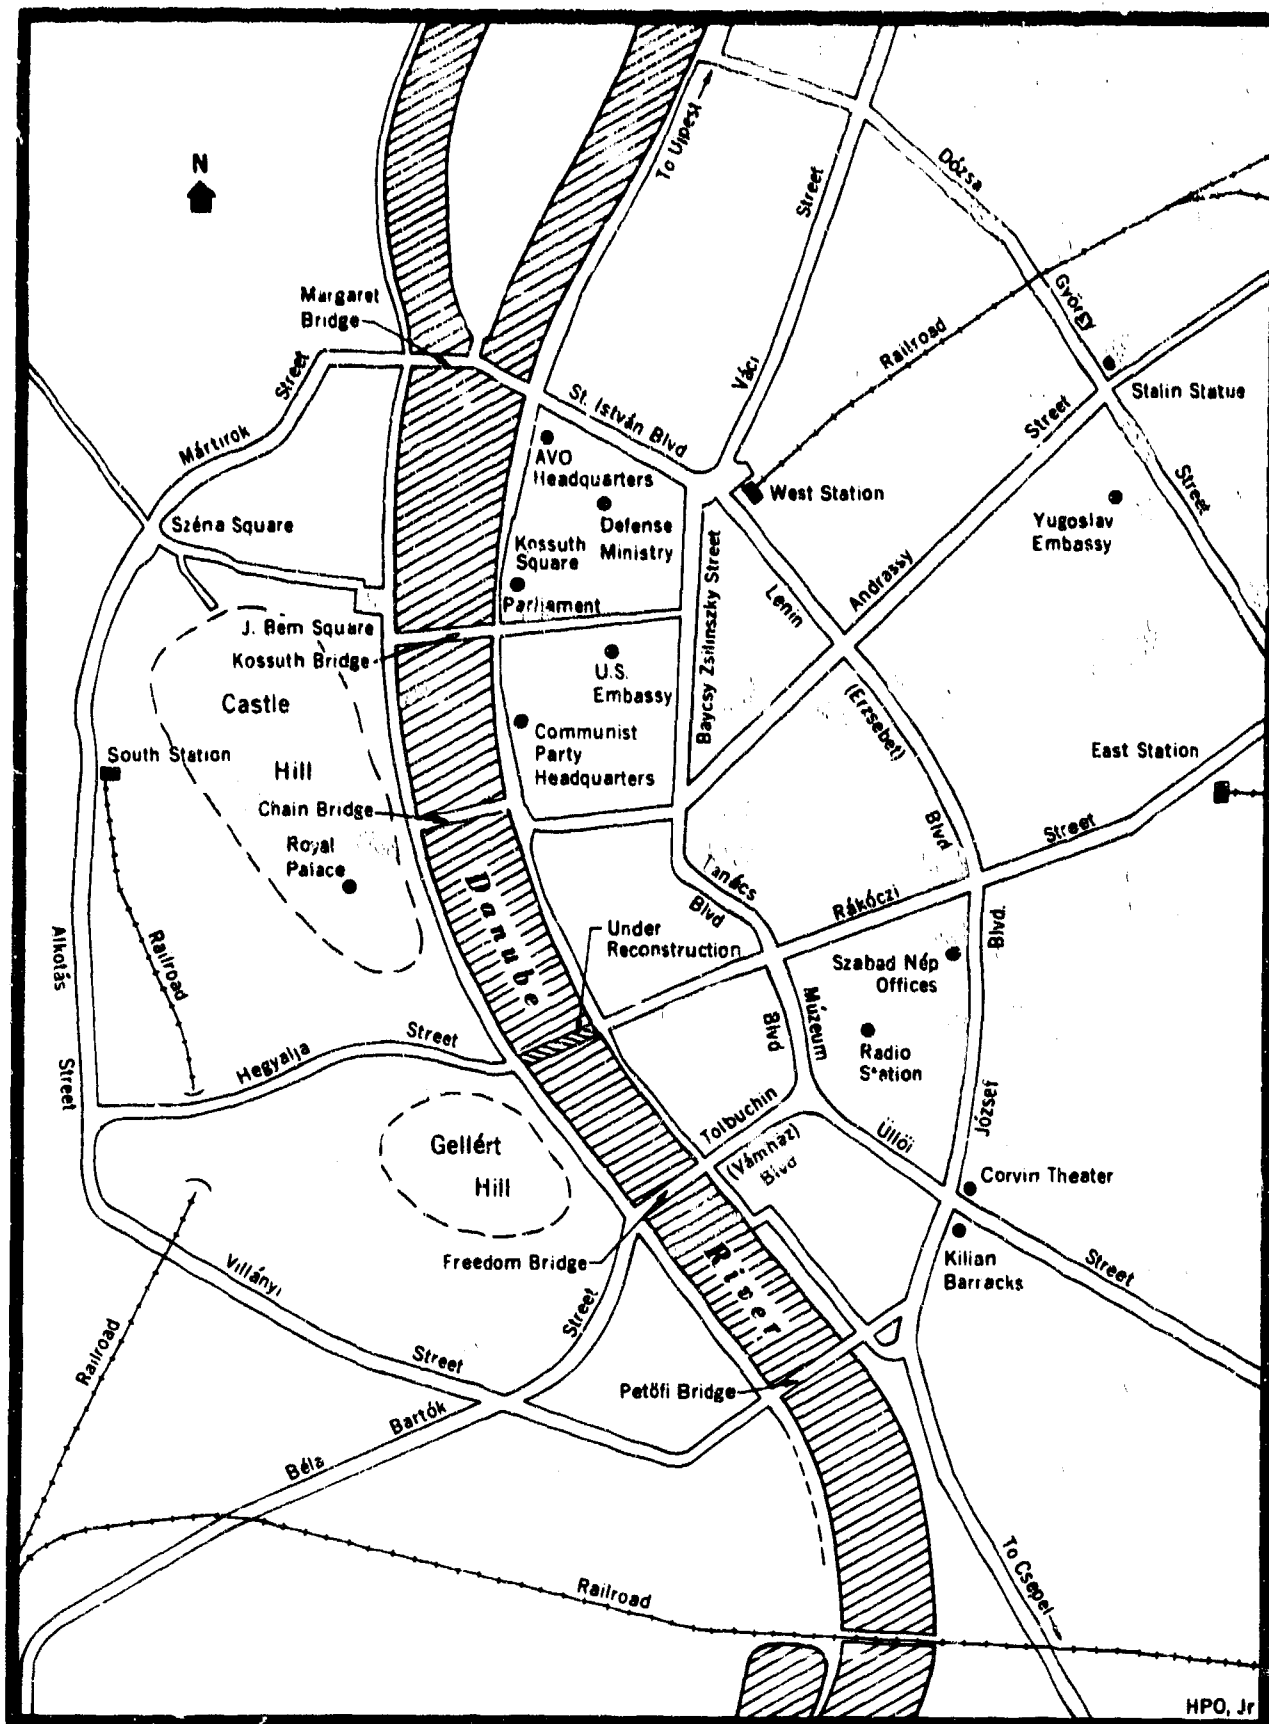 N
To Ujpest
Street
Dózsa
György
Margaret
Bridge
Railroad
Street
Váci
St. István Blvd
Stalin Statue
Street
Mártirok
AVO
Headquarters
West Station
Street
Yugoslav
Embassy
Széna Square
Defense
Ministry
Kossuth
Square
Parliament
Baycsy Zsilinszky Street
Lenin
Andrassy
J. Bem Square
Kossuth Bridge
U.S.
Embassy
(Erzsebet)
Castle
Hill
Communist
Party
Headquarters
South Station
East Station
Chain Bridge
Royal
Palace
Blvd
Street
Danube
Tanács
Blvd
Rákóczi
Under
Reconstruction
Blvd.
Szabad Nép
Offices
Alkotás
Railroad
Múzeum
Blvd
Radio
Station
Street
Hegyalja
Street
József
Tolbuchin
(Vámház)
Blvd
Üllői
Gellért
Hill
Corvin Theater
Freedom Bridge
River
Kilian
Barracks
Street
Villányi
Street
Street
Railroad
Petőfi Bridge
Béla
Bartók
To Csepel
Railroad
HPO, Jr